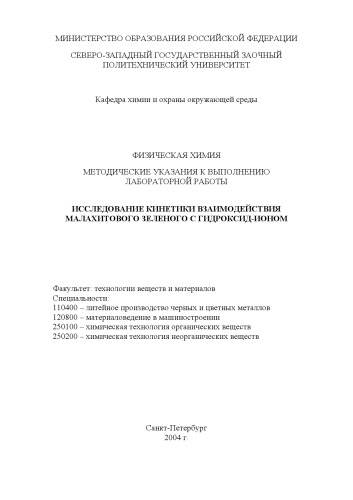 МИНИСТЕРСТВО ОБРАЗОВАНИЯ РОССИЙСКОЙ ФЕДЕРАЦИИ
СЕВЕРО-ЗАПАДНЫЙ ГОСУДАРСТВЕННЫЙ ЗАОЧНЫЙ
ПОЛИТЕХНИЧЕСКИЙ УНИВЕРСИТЕТ
Кафедра химии и охраны окружающей среды
ФИЗИЧЕСКАЯ ХИМИЯ
МЕТОДИЧЕСКИЕ УКАЗАНИЯ К ВЫПОЛНЕНИЮ
ЛАБОРАТОРНОЙ РАБОТЫ
ИССЛЕДОВАНИЕ КИНЕТИКИ ВЗАИМОДЕЙСТВИЯ
МАЛАХИТОВОГО ЗЕЛЕНОГО С ГИДРОКСИД-ИОНОМ
Факультет: технологии веществ и материалов
Специальности:
110400 – литейное производство черных и цветных металлов
120800 – материаловедение в машиностроении
250100 – химическая технология органических веществ
250200 – химическая технология неорганических веществ
Санкт-Петербург
2004 г.